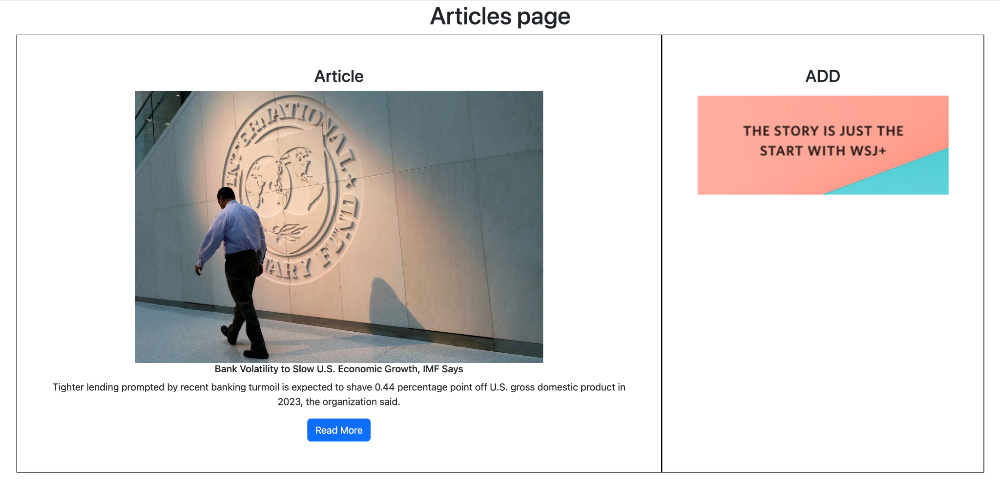 Articles page
Article
INTERNATIONAL
TARY FUND
Bank Volatility to Slow U.S. Economic Growth, IMF Says
Tighter lending prompted by recent banking turmoil is expected to shave 0.44 percentage point off U.S. gross domestic product in
2023, the organization said.
Read More
ADD
THE STORY IS JUST THE
START WITH WSJ+